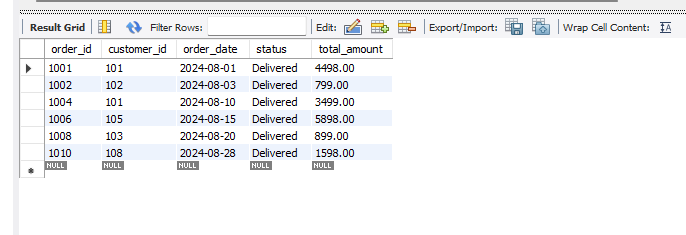 Result Grid Filter Rows: Edit: Export/Import: Wrap Cell Content: IA
order_id customer_id order_date status total_amount
1001 101 2024-08-01 Delivered 4498.00
1002 102 2024-08-03 Delivered 799.00
1004 101 2024-08-10 Delivered 3499.00
1006 105 2024-08-15 Delivered 5898.00
1008 103 2024-08-20 Delivered 899.00
1010 108 2024-08-28 Delivered 1598.00
NULL NULL NULL NULL NULL